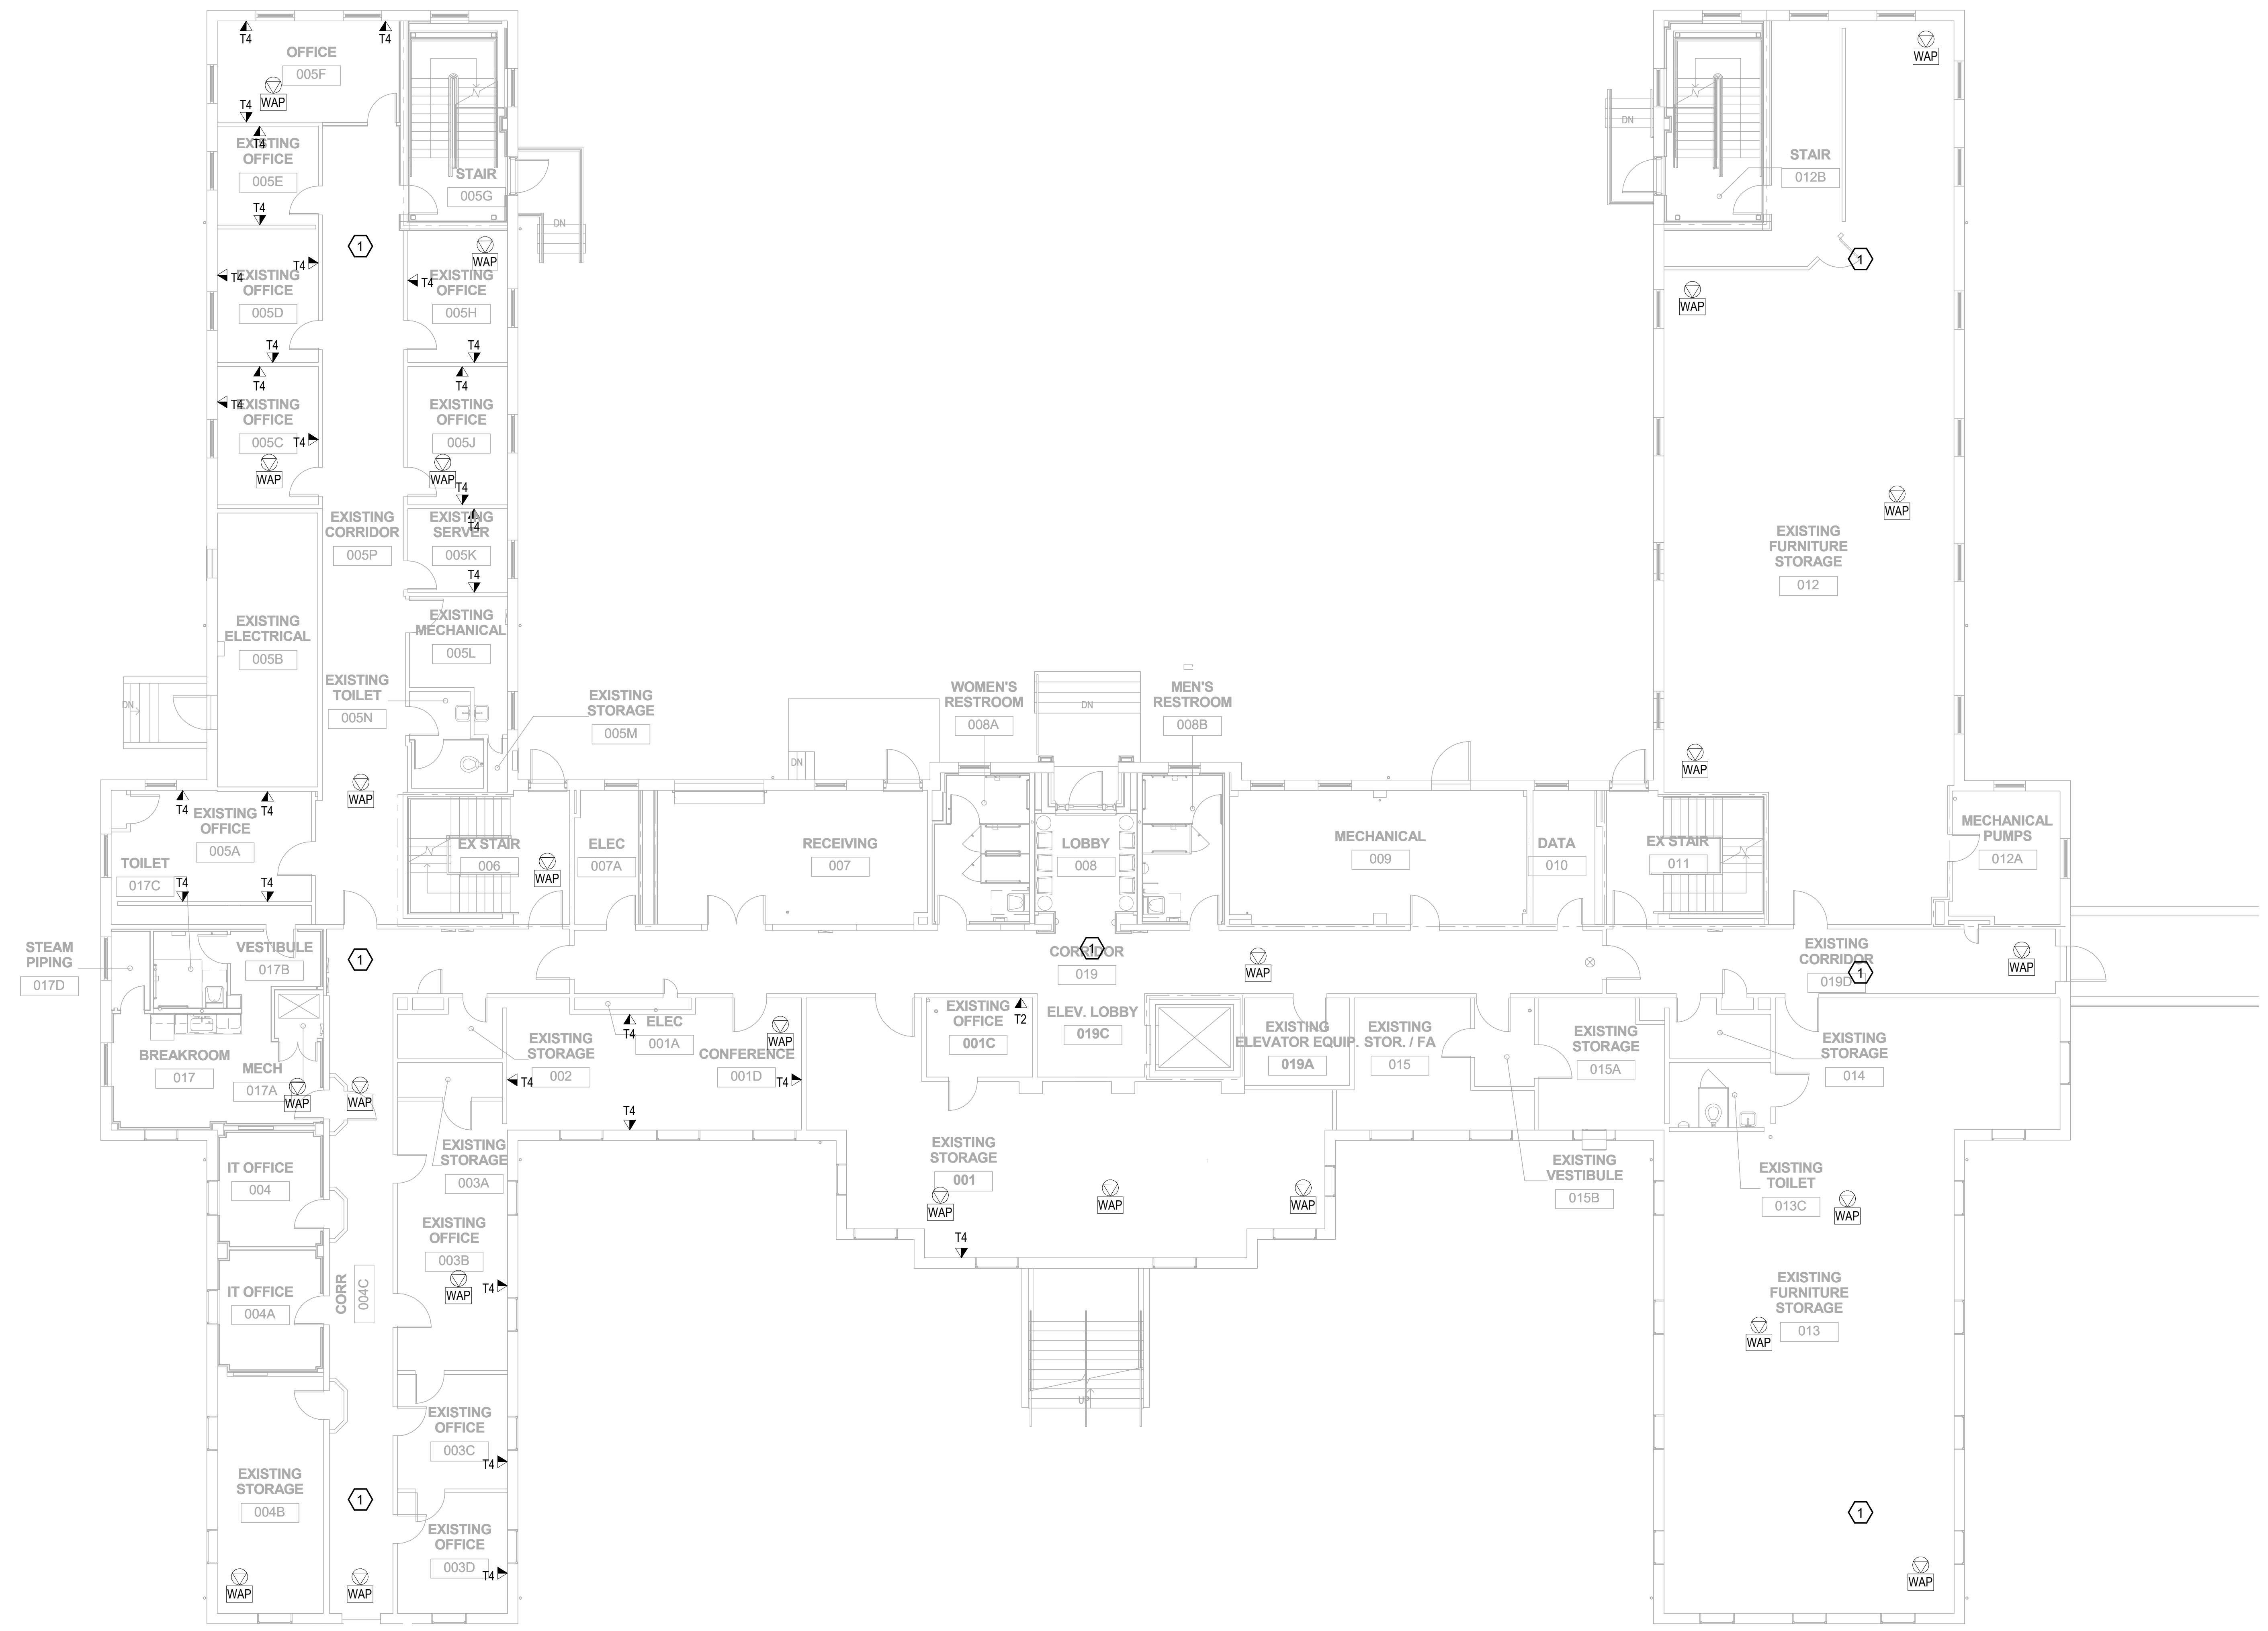 T4
T4
OFFICE
005F
WAP
T4
EXISTING
OFFICE
T4
005E
T4
STAIR
005G
DN
1
WAP
EXISTING
OFFICE
005D
T4
T4
T4
EXISTING
OFFICE
005H
T4
T4
T4
EXISTING
OFFICE
005C
T4
T4
WAP
T4
EXISTING
OFFICE
005J
WAP
T4
EXISTING
CORRIDOR
005P
EXISTING
SERVER
T4
005K
T4
EXISTING
ELECTRICAL
005B
EXISTING
MECHANICAL
005L
EXISTING
TOILET
005N
EXISTING
STORAGE
005M
DN
WAP
T4
T4
EXISTING
OFFICE
005A
TOILET
017C
T4
T4
EX STAIR
006
WAP
ELEC
007A
RECEIVING
007
DN
WOMEN'S
RESTROOM
008A
DN
MEN'S
RESTROOM
008B
LOBBY
008
MECHANICAL
009
DATA
010
EX STAIR
011
MECHANICAL
PUMPS
012A
WAP
DN
STAIR
012B
1
WAP
WAP
EXISTING
FURNITURE
STORAGE
012
WAP
STEAM
PIPING
017D
VESTIBULE
017B
1
CORRIDOR
019
1
WAP
EXISTING
CORRIDOR
019D
1
WAP
BREAKROOM
017
MECH
017A
WAP
WAP
EXISTING
STORAGE
002
T4
ELEC
001A
T4
CONFERENCE
001D
WAP
T4
T4
EXISTING
OFFICE
001C
T2
ELEV. LOBBY
019C
EXISTING
ELEVATOR EQUIP.
019A
EXISTING
STOR. / FA
015
EXISTING
STORAGE
015A
EXISTING
STORAGE
014
IT OFFICE
004
EXISTING
STORAGE
003A
EXISTING
STORAGE
001
EXISTING
VESTIBULE
015B
EXISTING
TOILET
013C
WAP
WAP
WAP
WAP
T4
EXISTING
OFFICE
003B
WAP
T4
IT OFFICE
004A
CORR
004C
EXISTING
FURNITURE
STORAGE
013
WAP
UP
EXISTING
OFFICE
003C
T4
EXISTING
STORAGE
004B
1
EXISTING
OFFICE
003D
T4
WAP
WAP
1
WAP